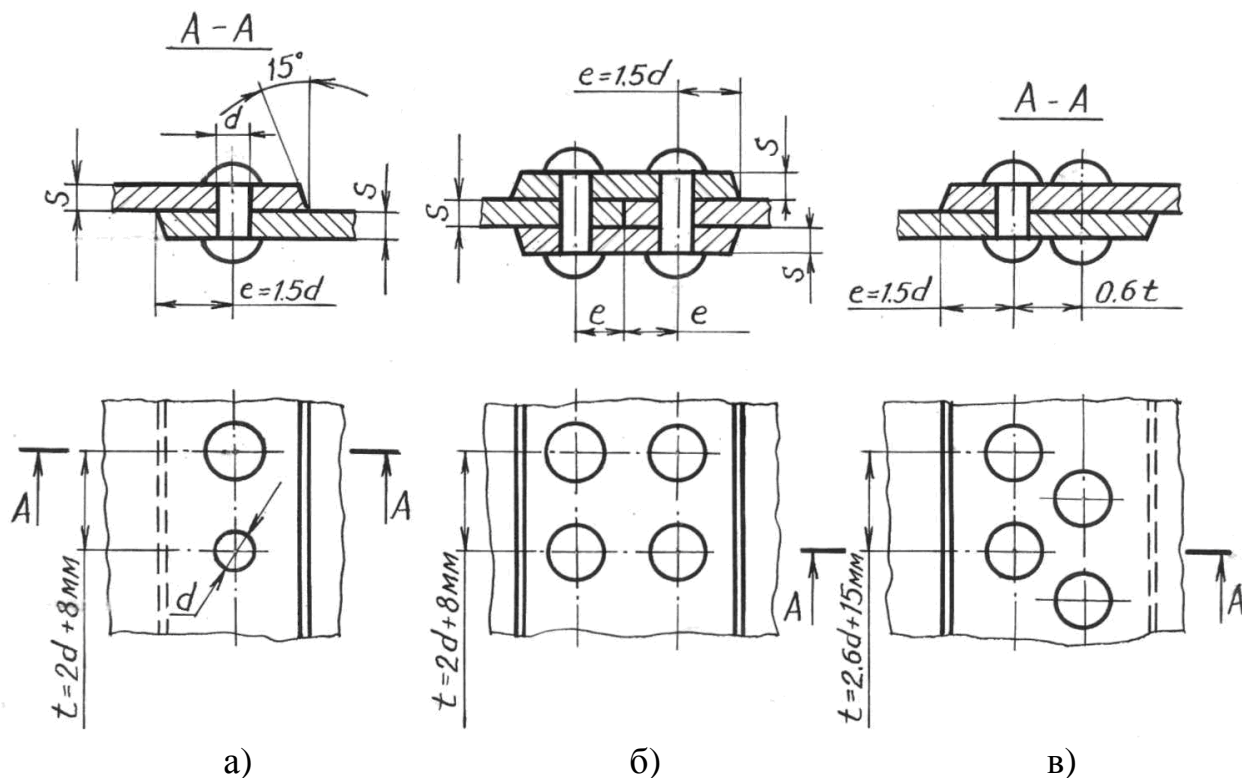 A - A
15°
d
S
S
e=1.5d
A
A
d
t=2d+8мм
а)
e=1.5d
S
S
S
e
e
t=2d+8мм
б)
A - A
e=1.5d
0.6t
A
A
t=2.6d+15мм
в)